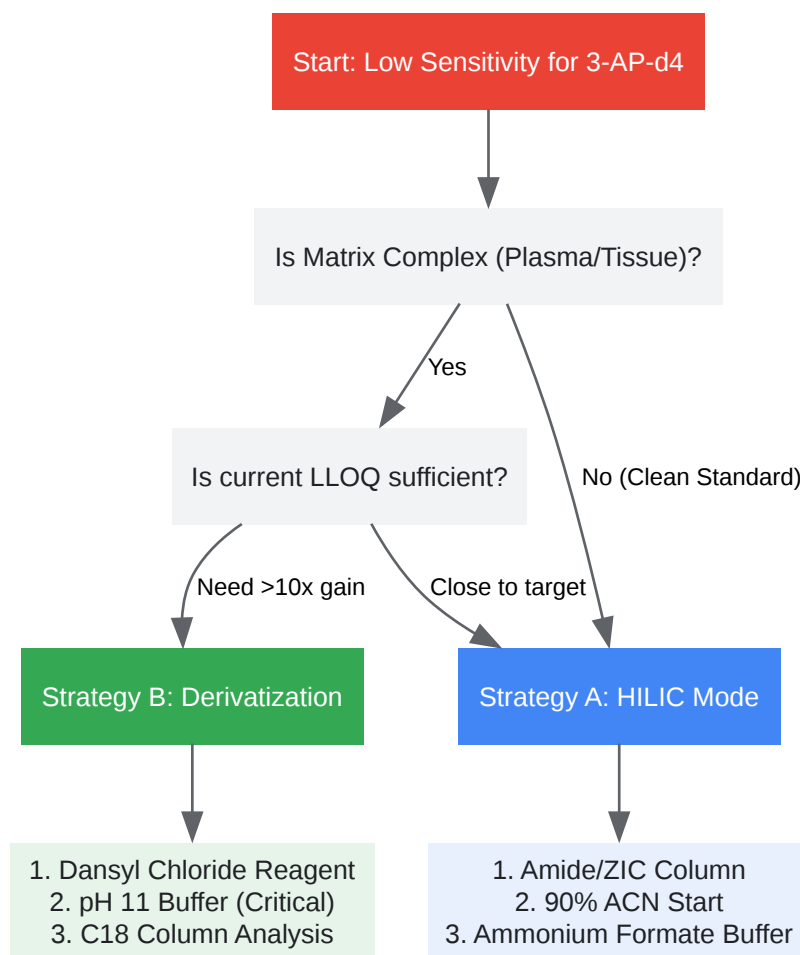 Start: Low Sensitivity for 3-AP-d4
Is Matrix Complex (Plasma/Tissue)?
Yes
Is current LLOQ sufficient?
No (Clean Standard)
Need >10x gain
Close to target
Strategy B: Derivatization
Strategy A: HILIC Mode
1. Dansyl Chloride Reagent
2. pH 11 Buffer (Critical)
3. C18 Column Analysis
1. Amide/ZIC Column
2. 90% ACN Start
3. Ammonium Formate Buffer